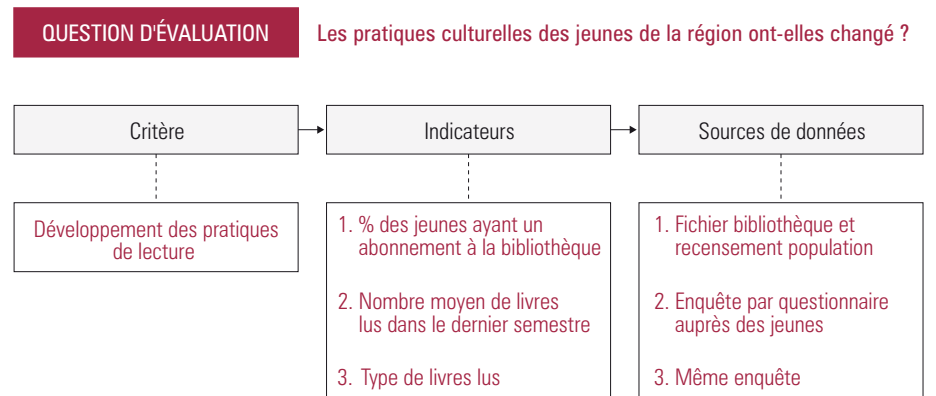 QUESTION D'ÉVALUATION
Les pratiques culturelles des jeunes de la région ont-elles changé ?
Critère
Indicateurs
Sources de données
Développement des pratiques
de lecture
1. % des jeunes ayant un
abonnement à la bibliothèque
2. Nombre moyen de livres
lus dans le dernier semestre
3. Type de livres lus
1. Fichier bibliothèque et
recensement population
2. Enquête par questionnaire
auprès des jeunes
3. Même enquête